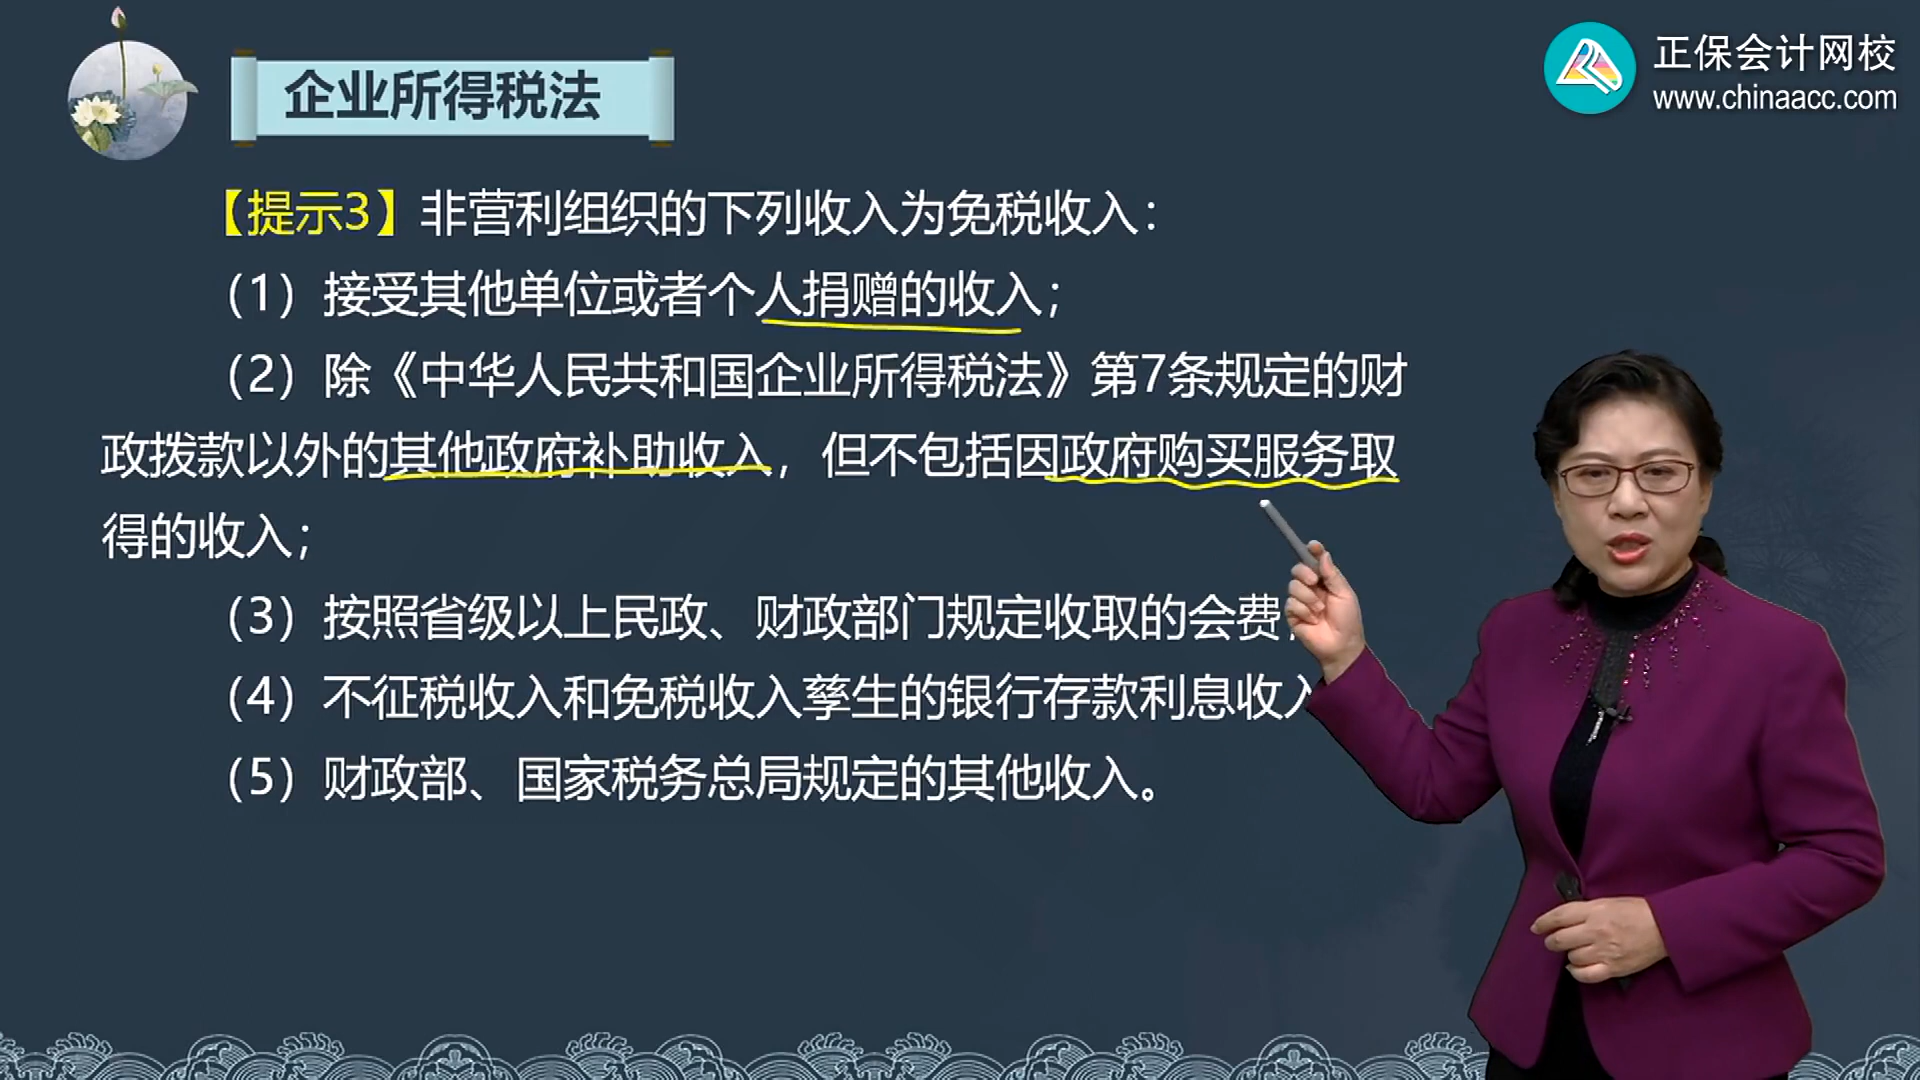 企业所得税法
正保会计网校
www.chinaacc.com
【提示3】非营利组织的下列收入为免税收入：
（1）接受其他单位或者个人捐赠的收入；
（2）除《中华人民共和国企业所得税法》第7条规定的财
政拨款以外的其他政府补助收入，但不包括因政府购买服务取
得的收入；
（3）按照省级以上民政、财政部门规定收取的会费；
（4）不征税收入和免税收入孳生的银行存款利息收入
（5）财政部、国家税务总局规定的其他收入。